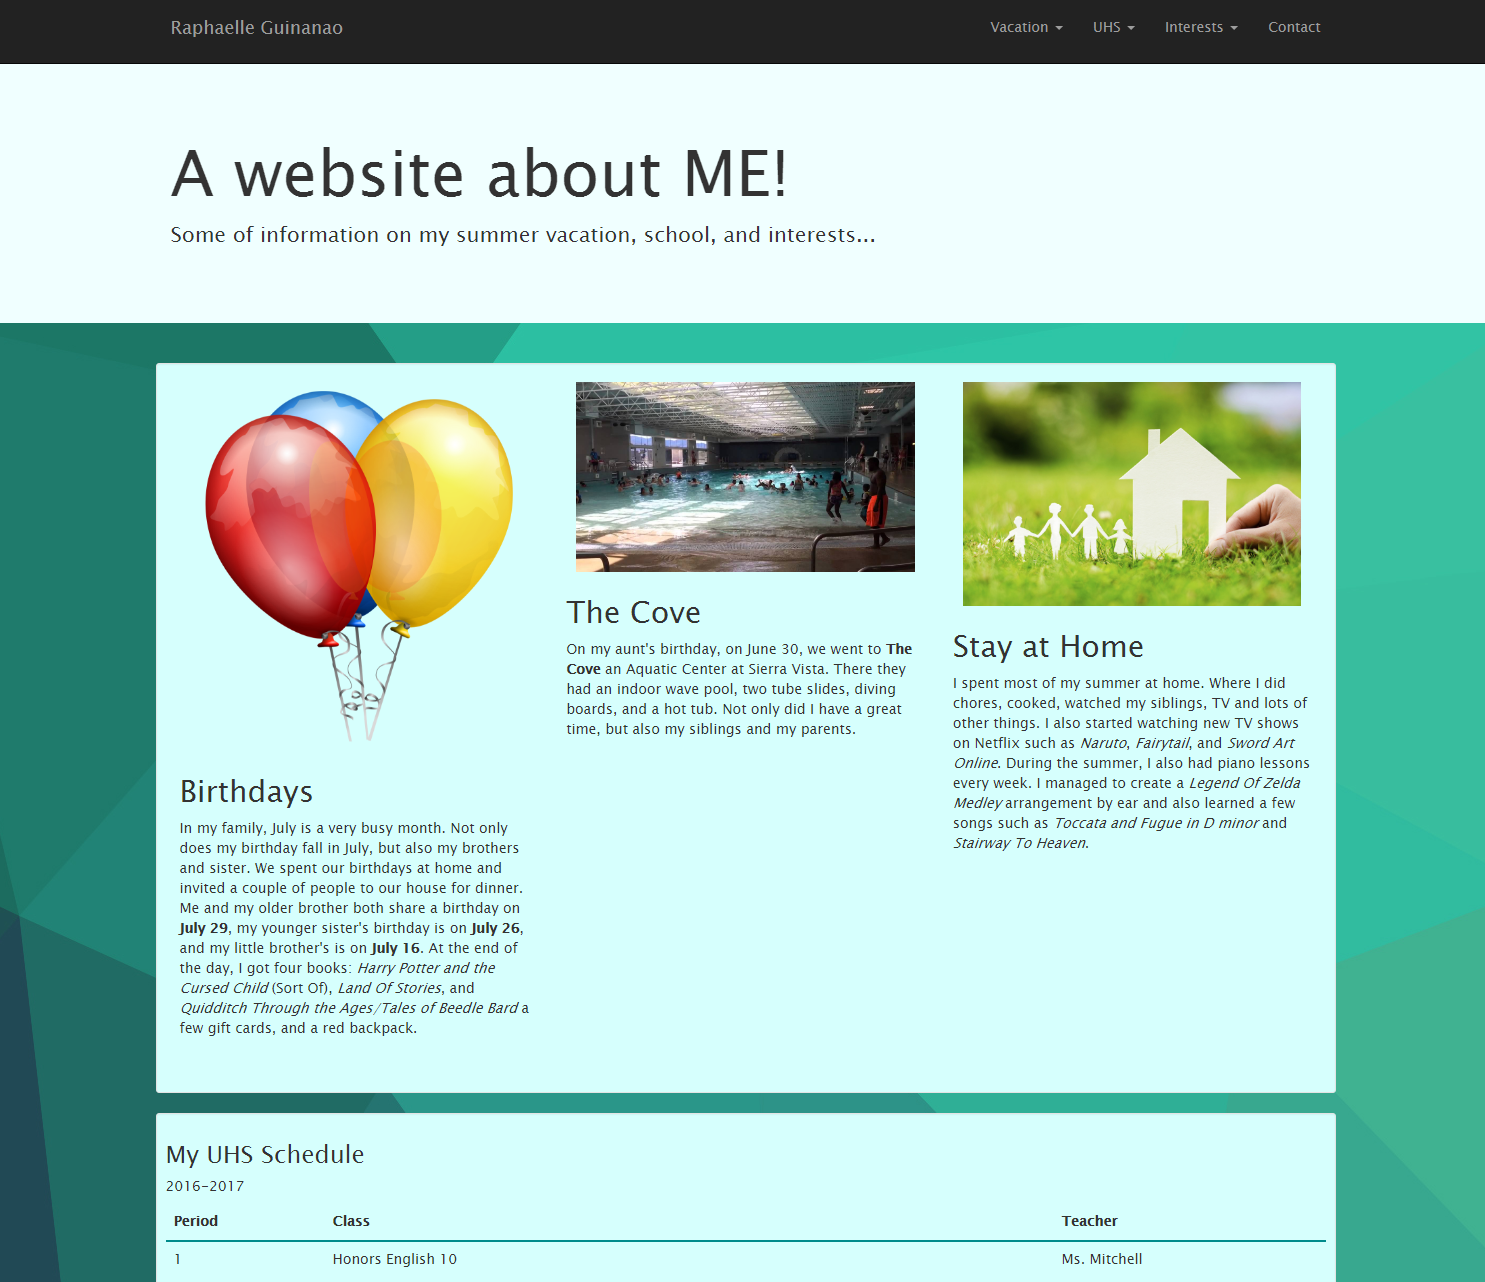 Raphaelle Guinanao
Vacation
UHS
Interests
Contact
A website about ME!
Some of information on my summer vacation, school, and interests...
Birthdays
In my family, July is a very busy month. Not only
does my birthday fall in July, but also my brothers
and sister. We spent our birthdays at home and
invited a couple of people to our house for dinner.
Me and my older brother both share a birthday on
July 29, my younger sister's birthday is on July 26,
and my little brother's is on July 16. At the end of
the day, I got four books: Harry Potter and the
Cursed Child (Sort Of), Land Of Stories, and
Quidditch Through the Ages/Tales of Beedle Bard a
few gift cards, and a red backpack.
The Cove
On my aunt's birthday, on June 30, we went to The
Cove an Aquatic Center at Sierra Vista. There they
had an indoor wave pool, two tube slides, diving
boards, and a hot tub. Not only did I have a great
time, but also my siblings and my parents.
Stay at Home
I spent most of my summer at home. Where I did
chores, cooked, watched my siblings, TV and lots of
other things. I also started watching new TV shows
on Netflix such as Naruto, Fairytail, and Sword Art
Online. During the summer, I also had piano lessons
every week. I managed to create a Legend Of Zelda
Medley arrangement by ear and also learned a few
songs such as Toccata and Fugue in D minor and
Stairway To Heaven.
My UHS Schedule
2016-2017
Period Class Teacher
1 Honors English 10 Ms. Mitchell